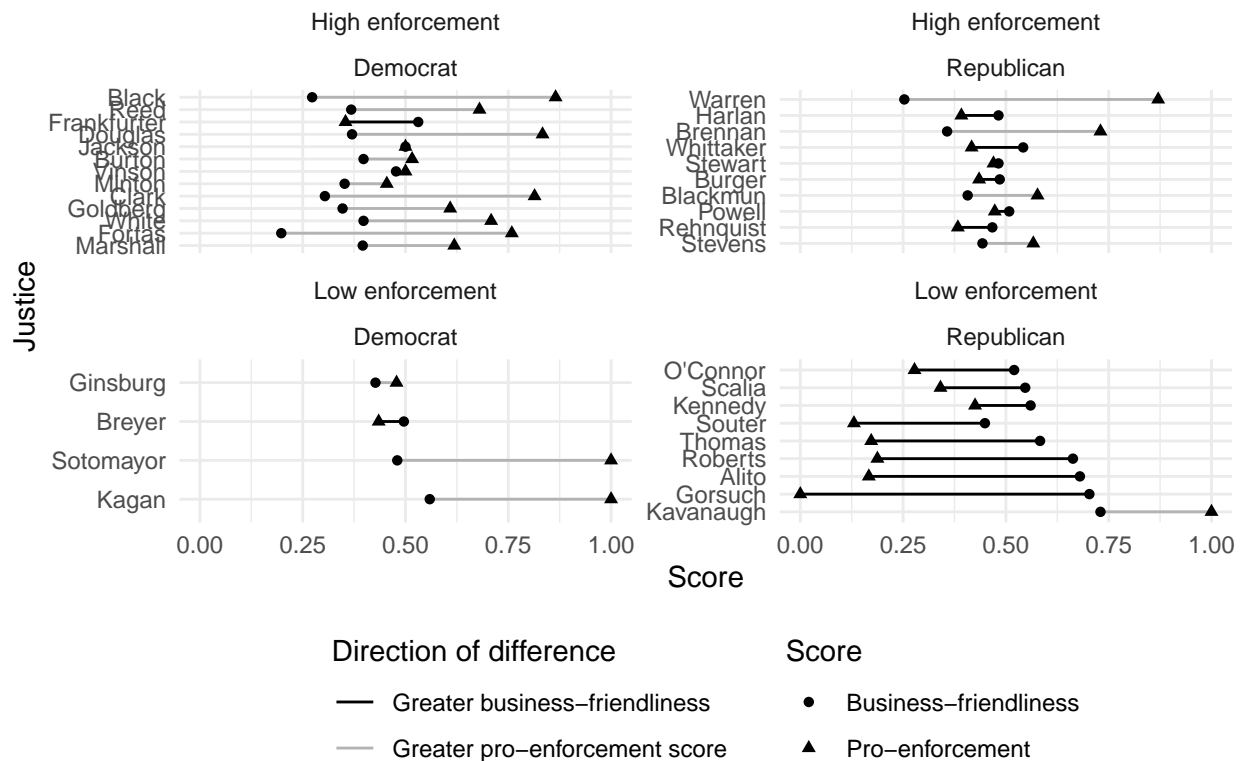 High enforcement
High enforcement
Democrat
Republican
Black
Reed
Frankfurter
Douglas
Jackson
Burton
Vinson
Minton
Clark
Goldberg
White
Fortas
Marshall
Warren
Harlan
Brennan
Whittaker
Stewart
Burger
Blackmun
Powell
Rehnquist
Stevens
Justice
Low enforcement
Low enforcement
Democrat
Republican
Ginsburg
Breyer
Sotomayor
Kagan
O'Connor
Scalia
Kennedy
Souter
Thomas
Roberts
Alito
Gorsuch
Kavanaugh
0.00 0.25 0.50 0.75 1.00
0.00 0.25 0.50 0.75 1.00
Score
Direction of difference
Greater business−friendliness
Greater pro−enforcement score
Score
Business−friendliness
Pro−enforcement